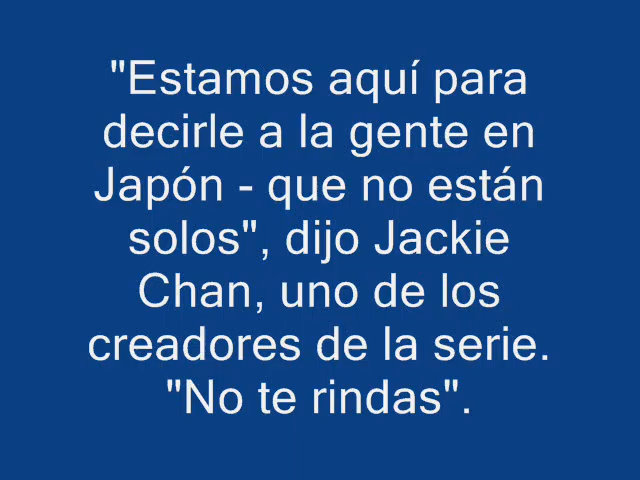 "Estamos aquí para
decirle a la gente en
Japón - que no están
solos", dijo Jackie
Chan, uno de los
creadores de la serie.
"No te rindas".